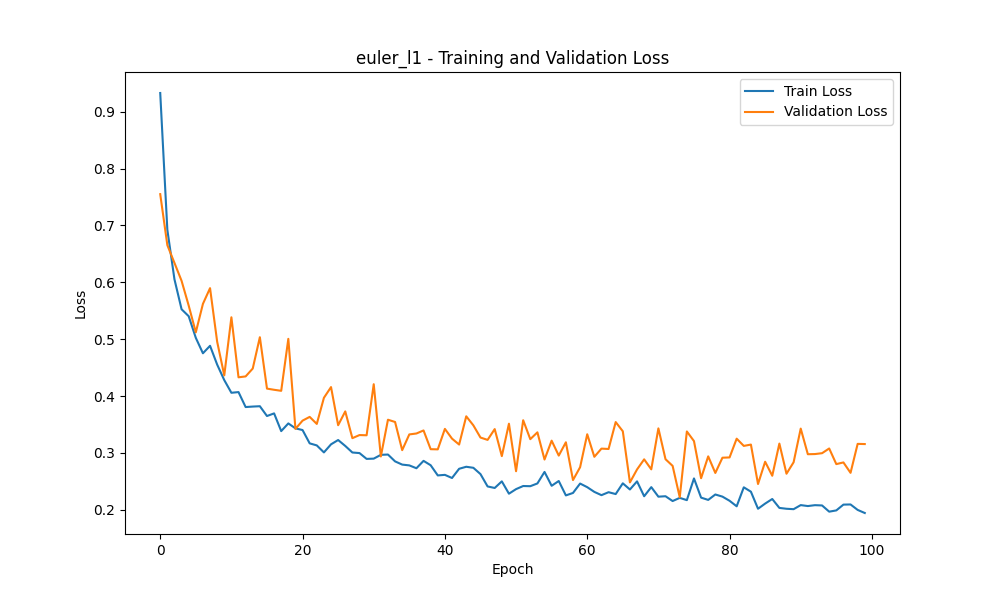 euler_l1 - Training and Validation Loss
Train Loss
Validation Loss
Loss
0.9
0.8
0.7
0.6
0.5
0.4
0.3
0.2
0 20 40 60 80 100
Epoch